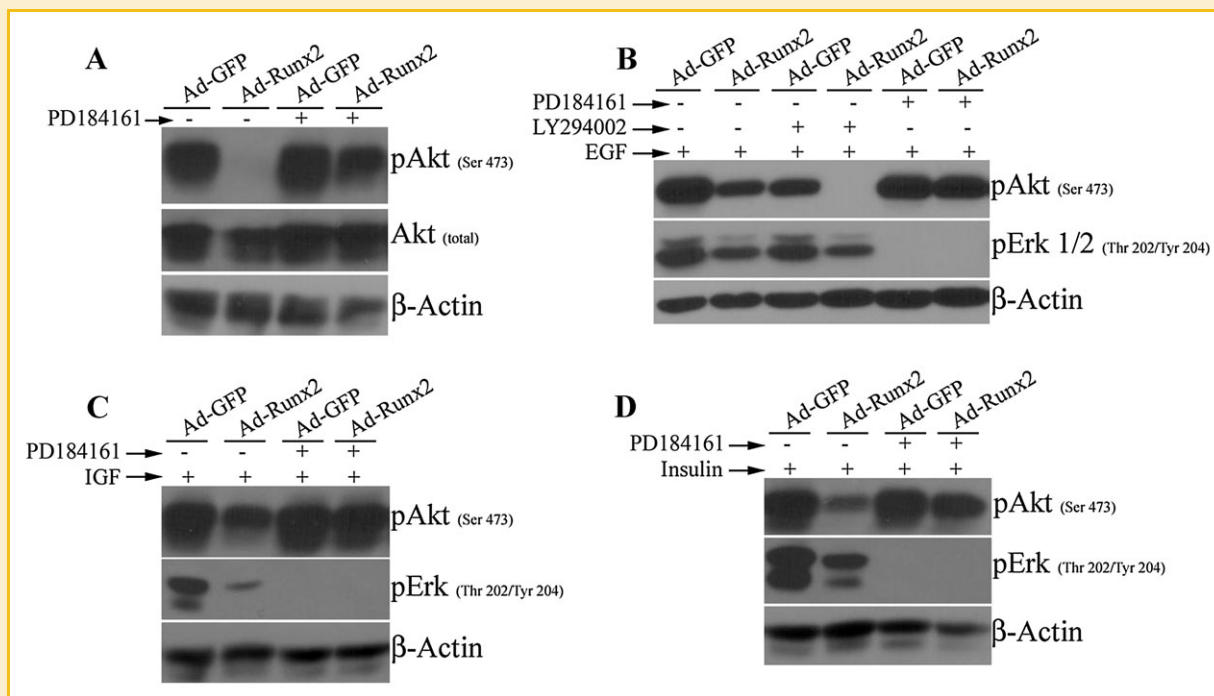 A
Ad-GFP Ad-Runx2 Ad-GFP Ad-Runx2
PD184161 - - + +
pAkt (Ser 473)
Akt (total)
β-Actin
B
Ad-GFP Ad-Runx2 Ad-GFP Ad-Runx2 Ad-GFP Ad-Runx2
PD184161 - - - - + +
LY294002 - - + + - -
EGF + + + + + +
pAkt (Ser 473)
pErk 1/2 (Thr 202/Tyr 204)
β-Actin
C
Ad-GFP Ad-Runx2 Ad-GFP Ad-Runx2
PD184161 - - + +
IGF + + + +
pAkt (Ser 473)
pErk (Thr 202/Tyr 204)
β-Actin
D
Ad-GFP Ad-Runx2 Ad-GFP Ad-Runx2
PD184161 - - + +
Insulin + + + +
pAkt (Ser 473)
pErk (Thr 202/Tyr 204)
β-Actin